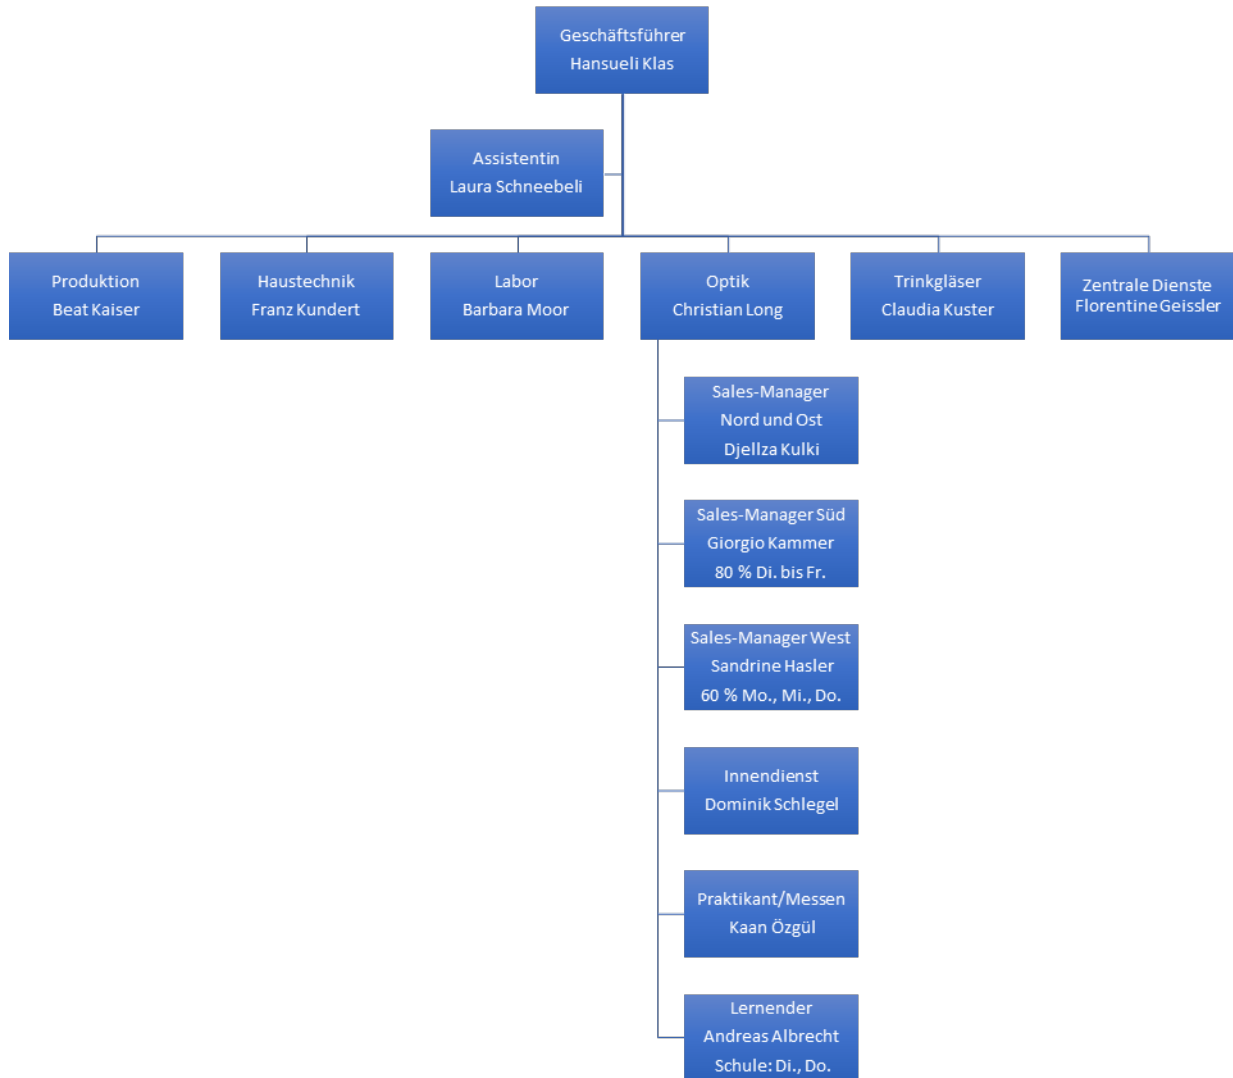 Geschäftsführer
Hansueli Klas
Assistentin
Laura Schneebeli
Produktion
Beat Kaiser
Haustechnik
Franz Kundert
Labor
Barbara Moor
Optik
Christian Long
Trinkgläser
Claudia Kuster
Zentrale Dienste
Florentine Geissler
Sales-Manager
Nord und Ost
Djellza Kulki
Sales-Manager Süd
Giorgio Kammer
80 % Di. bis Fr.
Sales-Manager West
Sandrine Hasler
60 % Mo., Mi., Do.
Innendienst
Dominik Schlegel
Praktikant/Messen
Kaan Özgül
Lernender
Andreas Albrecht
Schule: Di., Do.